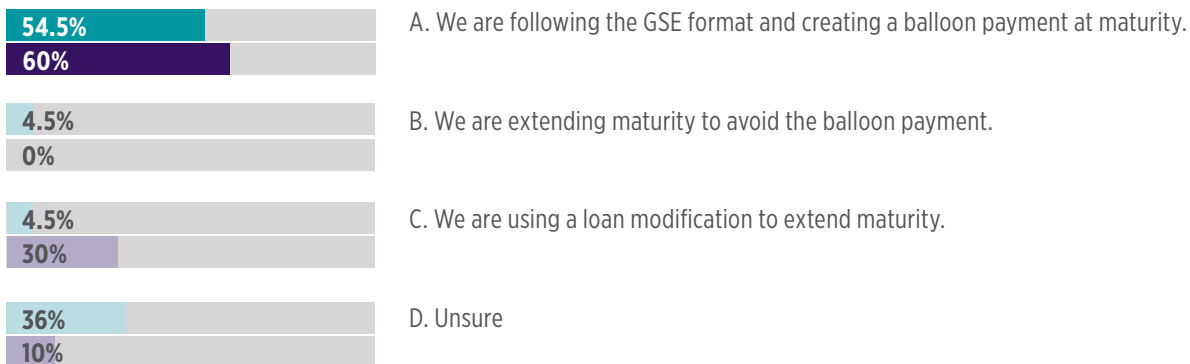 54.5%
A. We are following the GSE format and creating a balloon payment at maturity.
60%
4.5%
B. We are extending maturity to avoid the balloon payment.
0%
4.5%
C. We are using a loan modification to extend maturity.
30%
36%
D. Unsure
10%